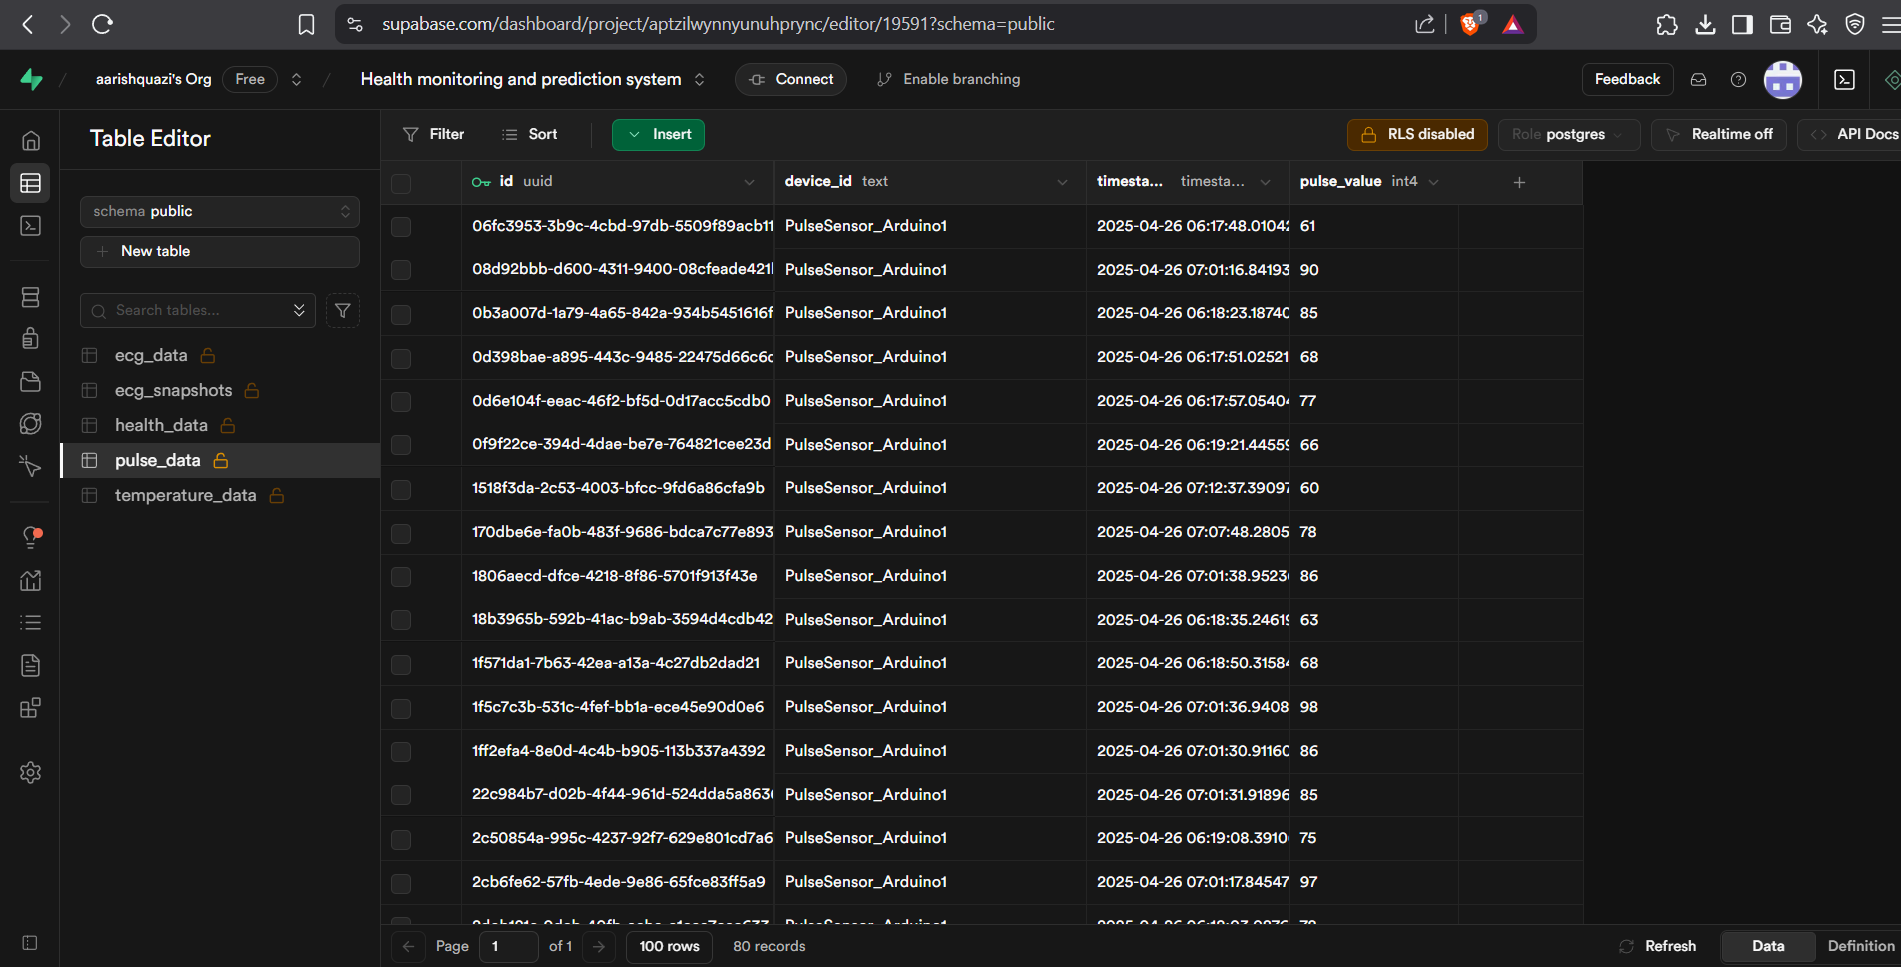 supabase.com/dashboard/project/aptzilwynnyunuhprync/editor/19591?schema=public
1
aarishquazi's Org Free / Health monitoring and prediction system Connect Enable branching Feedback
Table Editor
Filter Sort Insert RLS disabled Role postgres Realtime off API Docs
schema public
New table
Search tables...
ecg_data
ecg_snapshots
health_data
pulse_data
temperature_data
id uuid device_id text timesta... timesta... pulse_value int4
06fc3953-3b9c-4cbd-97db-5509f89acb11 PulseSensor_Arduino1 2025-04-26 06:17:48.01042 61
08d92bbb-d600-4311-9400-08cfeade421 PulseSensor_Arduino1 2025-04-26 07:01:16.84193 90
0b3a007d-1a79-4a65-842a-934b5451616f PulseSensor_Arduino1 2025-04-26 06:18:23.18740 85
0d398bae-a895-443c-9485-22475d66c6c PulseSensor_Arduino1 2025-04-26 06:17:51.02521 68
0d6e104f-eeac-46f2-bf5d-0d17acc5cdb0 PulseSensor_Arduino1 2025-04-26 06:17:57.05404 77
0f9f22ce-394d-4dae-be7e-764821cee23d PulseSensor_Arduino1 2025-04-26 06:19:21.44559 66
1518f3da-2c53-4003-bfcc-9fd6a86cfa9b PulseSensor_Arduino1 2025-04-26 07:12:37.39097 60
170dbe6e-fa0b-483f-9686-bdca7c77e893 PulseSensor_Arduino1 2025-04-26 07:07:48.2805 78
1806aecd-dfce-4218-8f86-5701f913f43e PulseSensor_Arduino1 2025-04-26 07:01:38.9523 86
18b3965b-592b-41ac-b9ab-3594d4cdb42 PulseSensor_Arduino1 2025-04-26 06:18:35.24619 63
1f571da1-7b63-42ea-a13a-4c27db2dad21 PulseSensor_Arduino1 2025-04-26 06:18:50.31584 68
1f5c7c3b-531c-4fef-bb1a-ece45e90d0e6 PulseSensor_Arduino1 2025-04-26 07:01:36.9408 98
1ff2efa4-8e0d-4c4b-b905-113b337a4392 PulseSensor_Arduino1 2025-04-26 07:01:30.91160 86
22c984b7-d02b-4f44-961d-524dda5a863 PulseSensor_Arduino1 2025-04-26 07:01:31.91896 85
2c50854a-995c-4237-92f7-629e801cd7a6 PulseSensor_Arduino1 2025-04-26 06:19:08.3910 75
2cb6fe62-57fb-4ede-9e86-65fce83ff5a9 PulseSensor_Arduino1 2025-04-26 07:01:17.84547 97
Page 1 of 1 100 rows 80 records Refresh Data Definition